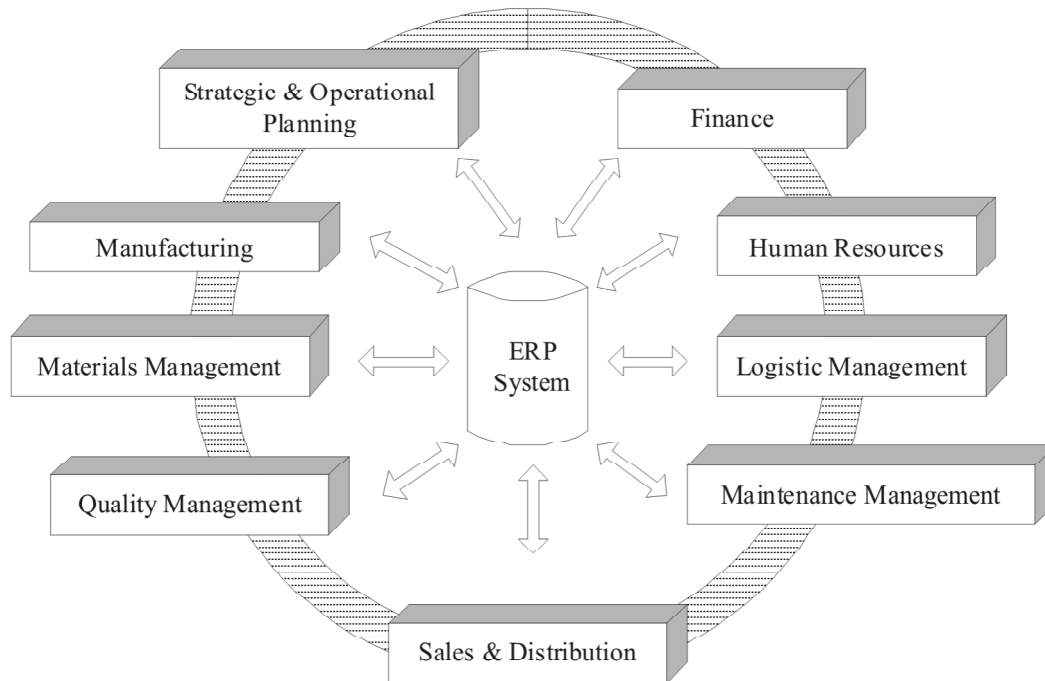 Strategic & Operational
Planning
Finance
Manufacturing
Human Resources
Materials Management
ERP
System
Logistic Management
Quality Management
Maintenance Management
Sales & Distribution